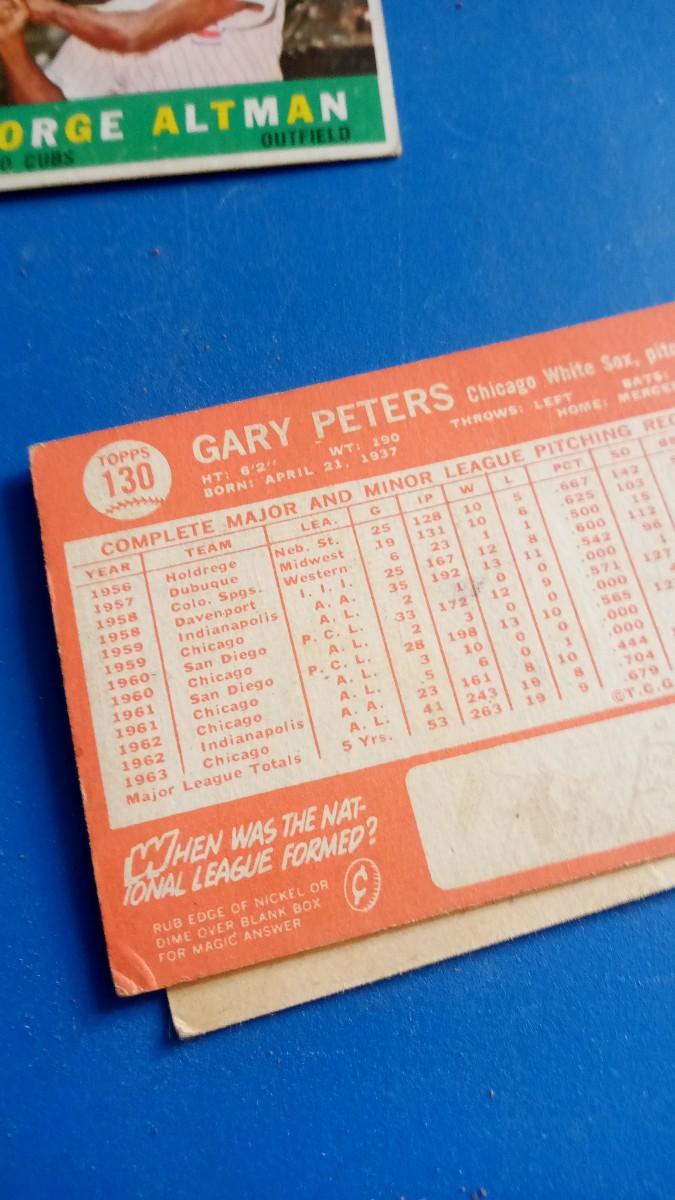 ORGE ALTMAN
O CUBS OUTFIELD
TOPPS
130
GARY PETERS Chicago White Sox,
HT: 6'2" WT: 190 THROWS: LEFT BATS:
BORN: APRIL 21, 1937 HOME:
COMPLETE MAJOR AND MINOR LEAGUE PITCHING
YEAR TEAM LEA. G IP W L PCT SO
1956 Holdrege Neb. St. 25 128 10 5 .667 142
1957 Dubuque Midwest 19 131 10 6 .625 103
1958 Colo. Spgs. Western 6 23 1 1 .500 15
1958 Davenport I. I. I. 25 167 12 8 .600 112
1959 Indianapolis A. A. 35 192 13 11 .542 96
1959 Chicago A. L. 2 0 0 .000 1
1960 San Diego P. C. L. 33 172 12 9 .571
1960 Chicago A. L. 2 3 0 0 .000
1961 San Diego P. C. L. 28 198 13 10 .565
1961 Chicago A. L. 3 10 0 0 .000
1962 Chicago A. L. 5 6 0 1 .000
1962 Indianapolis A. A. 23 161 8 10 .444
1963 Chicago A. L. 41 243 19 8 .704
Major League Totals 5 Yrs. 53 263 19 9 .679
©T.C.G.
WHEN WAS THE NAT-
IONAL LEAGUE FORMED?
¢
RUB EDGE OF NICKEL OR
DIME OVER BLANK BOX
FOR MAGIC ANSWER